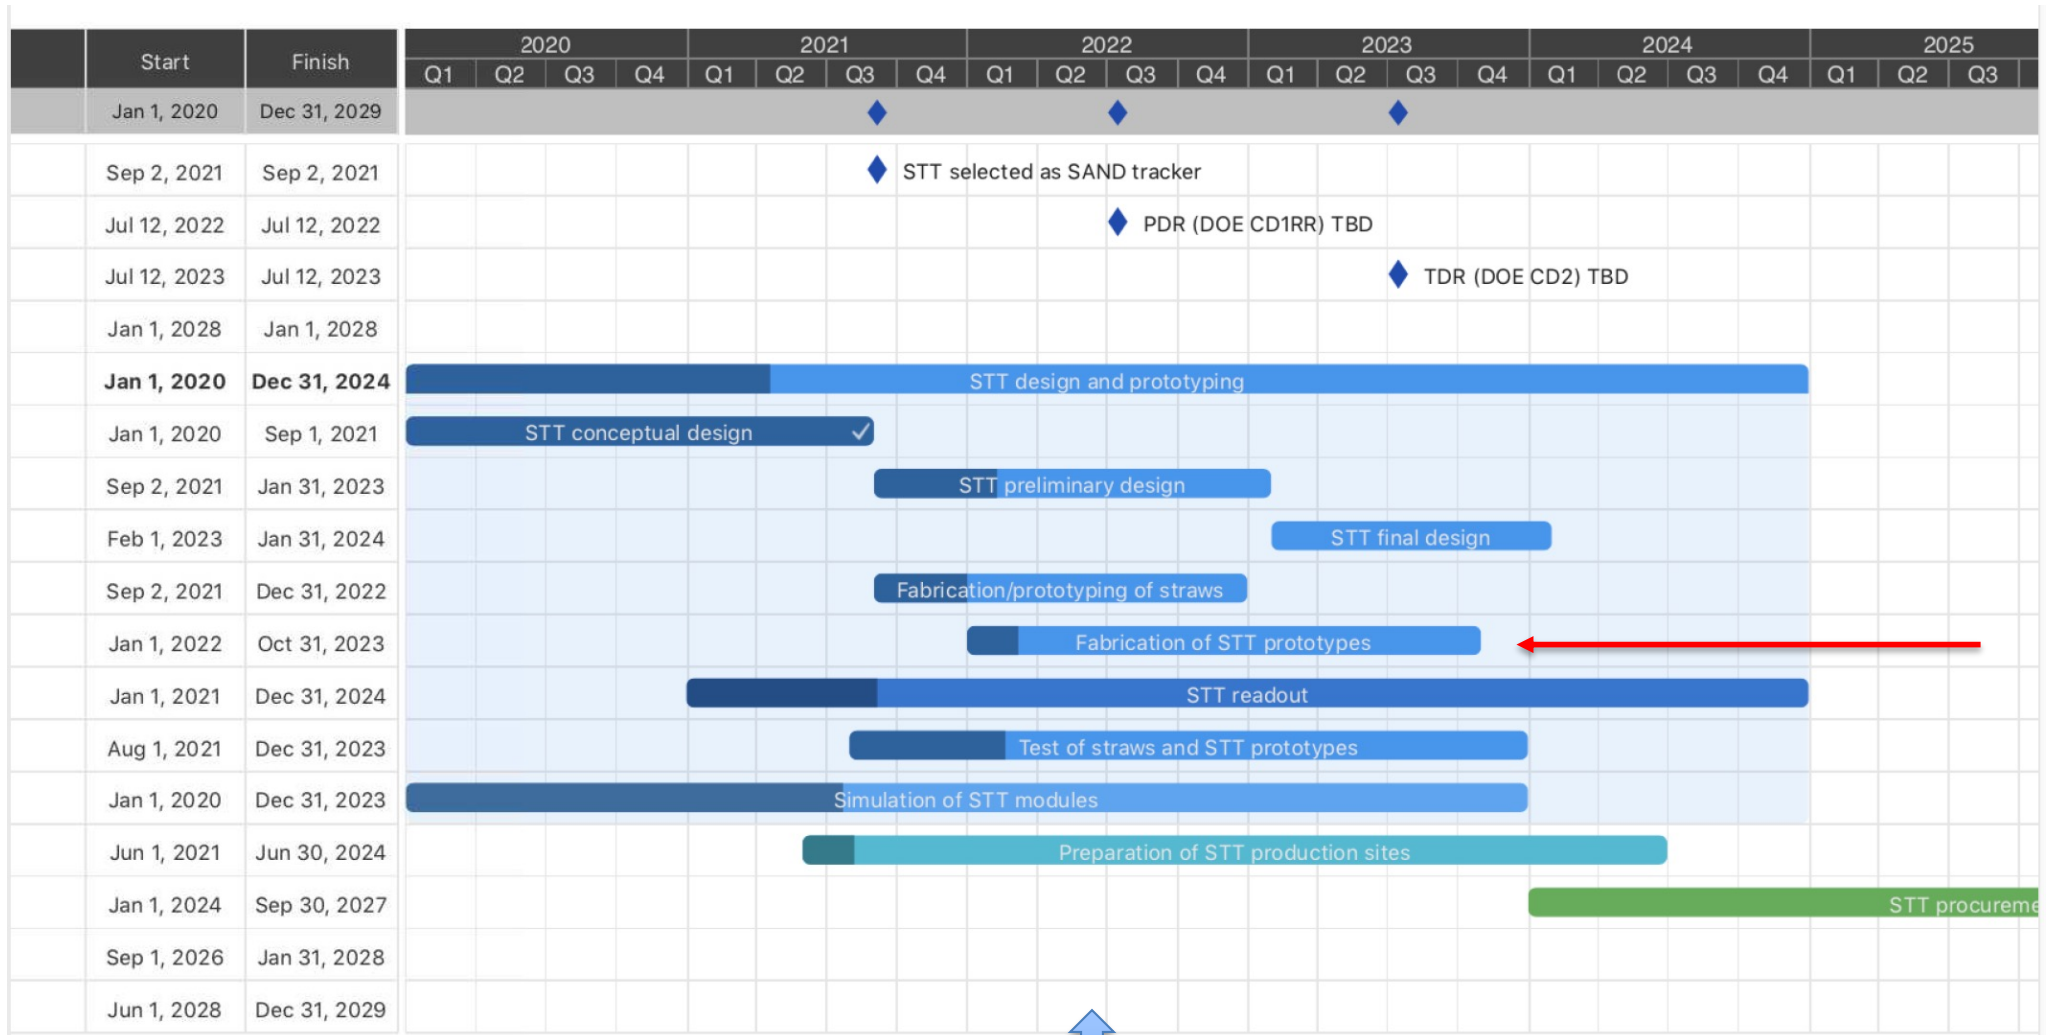 Start Finish 2020 2021 2022 2023 2024 2025
Q1 Q2 Q3 Q4 Q1 Q2 Q3 Q4 Q1 Q2 Q3 Q4 Q1 Q2 Q3 Q4 Q1 Q2 Q3 Q4 Q1 Q2 Q3
Jan 1, 2020 Dec 31, 2029
Sep 2, 2021 Sep 2, 2021 STT selected as SAND tracker
Jul 12, 2022 Jul 12, 2022 PDR (DOE CD1RR) TBD
Jul 12, 2023 Jul 12, 2023 TDR (DOE CD2) TBD
Jan 1, 2028 Jan 1, 2028
Jan 1, 2020 Dec 31, 2024 STT design and prototyping
Jan 1, 2020 Sep 1, 2021 STT conceptual design
Sep 2, 2021 Jan 31, 2023 STT preliminary design
Feb 1, 2023 Jan 31, 2024 STT final design
Sep 2, 2021 Dec 31, 2022 Fabrication/prototyping of straws
Jan 1, 2022 Oct 31, 2023 Fabrication of STT prototypes
Jan 1, 2021 Dec 31, 2024 STT readout
Aug 1, 2021 Dec 31, 2023 Test of straws and STT prototypes
Jan 1, 2020 Dec 31, 2023 Simulation of STT modules
Jun 1, 2021 Jun 30, 2024 Preparation of STT production sites
Jan 1, 2024 Sep 30, 2027 STT procureme
Sep 1, 2026 Jan 31, 2028
Jun 1, 2028 Dec 31, 2029